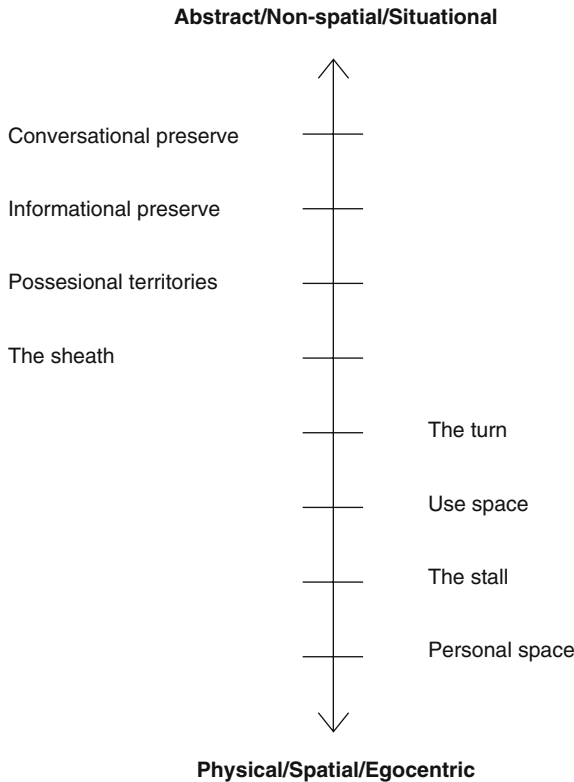 Abstract/Non-spatial/Situational
Conversational preserve
Informational preserve
Possesional territories
The sheath
The turn
Use space
The stall
Personal space
Physical/Spatial/Egocentric